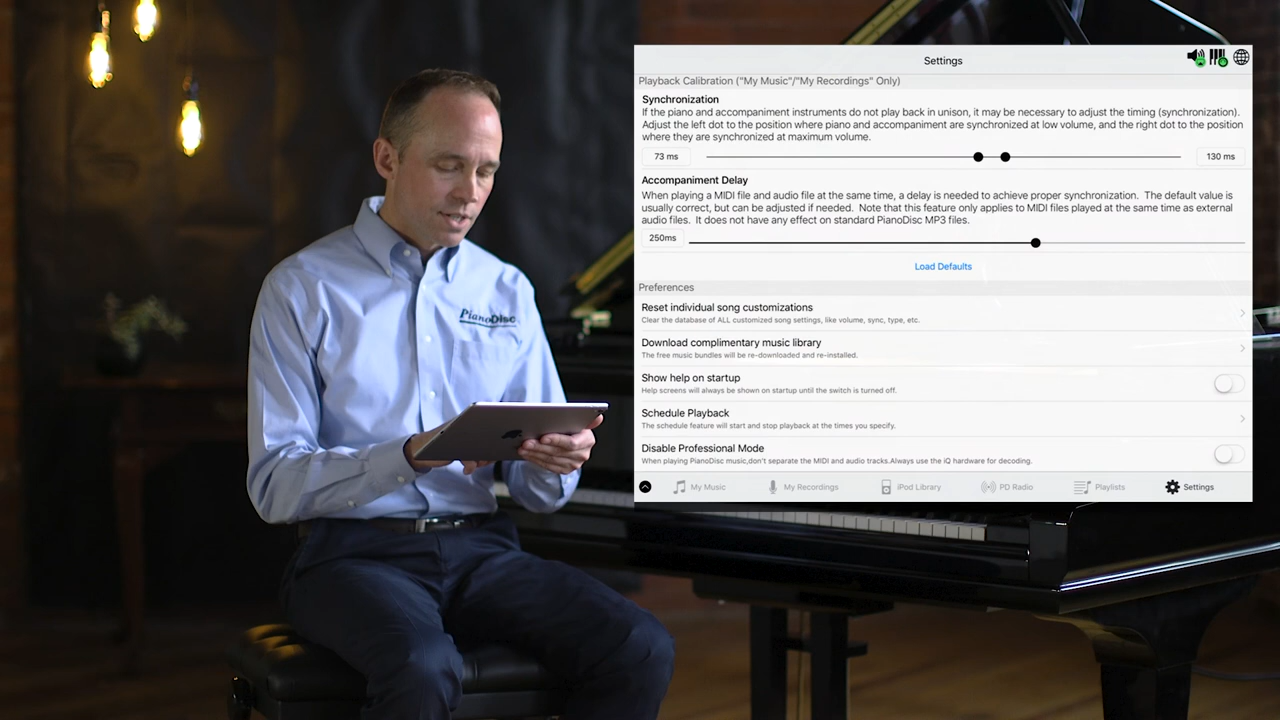 PianoDisc
Settings
Playback Calibration ("My Music"/"My Recordings" Only)
Synchronization
If the piano and accompaniment instruments do not play back in unison, it may be necessary to adjust the timing (synchronization).
Adjust the left dot to the position where piano and accompaniment are synchronized at low volume, and the right dot to the position
where they are synchronized at maximum volume.
73 ms
130 ms
Accompaniment Delay
When playing a MIDI file and audio file at the same time, a delay is needed to achieve proper synchronization. The default value is
usually correct, but can be adjusted if needed. Note that this feature only applies to MIDI files played at the same time as external
audio files. It does not have any effect on standard PianoDisc MP3 files.
250ms
Load Defaults
Preferences
Reset individual song customizations
Clear the database of ALL customized song settings, like volume, sync, type, etc.
Download complimentary music library
The free music bundles will be re-downloaded and re-installed.
Show help on startup
Help screens will always be shown on startup until the switch is turned off.
Schedule Playback
The schedule feature will start and stop playback at the times you specify.
Disable Professional Mode
When playing PianoDisc music,don't separate the MIDI and audio tracks.Always use the iQ hardware for decoding.
My Music
My Recordings
iPod Library
PD Radio
Playlists
Settings